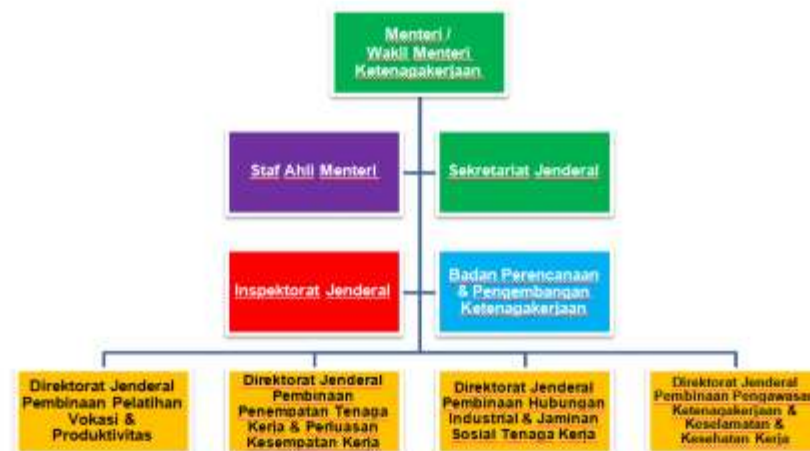 Menteri /
Wakil Menteri
Ketenagakerjaan
Staf Ahli Menteri
Sekretariat Jenderal
Inspektorat Jenderal
Badan Perencanaan
& Pengembangan
Ketenagakerjaan
Direktorat Jenderal
Pembinaan Pelatihan
Vokasi &
Produktivitas
Direktorat Jenderal
Pembinaan
Penempatan Tenaga
Kerja & Perluasan
Kesempatan Kerja
Direktorat Jenderal
Pembinaan Hubungan
Industrial & Jaminan
Sosial Tenaga Kerja
Direktorat Jenderal
Pembinaan Pengawasan
Ketenagakerjaan &
Keselamatan &
Kesehatan Kerja